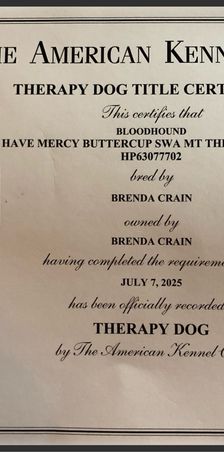 HE AMERICAN KENN
THERAPY DOG TITLE CERT
This certifies that
BLOODHOUND
HAVE MERCY BUTTERCUP SWA MT TH
HP63077702
bred by
BRENDA CRAIN
owned by
BRENDA CRAIN
having completed the requirem
JULY 7, 2025
has been officially recorded
THERAPY DOG
by The American Kennel